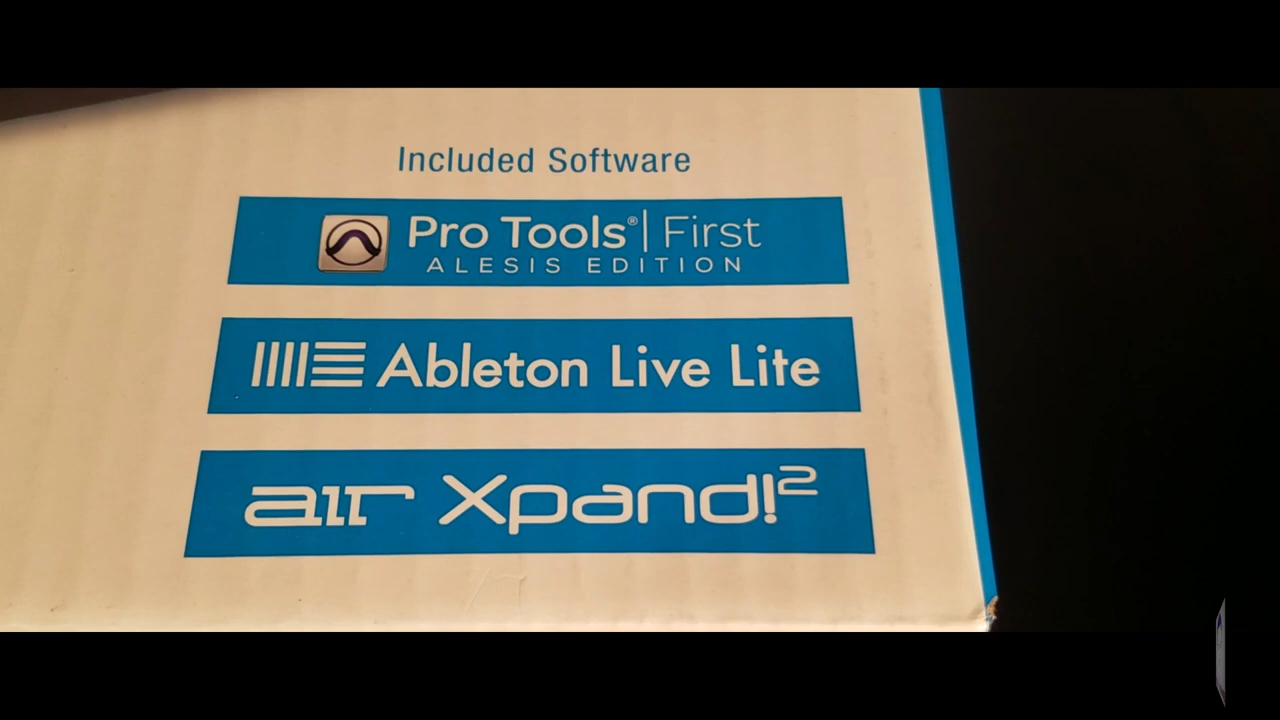 Included Software
Pro Tools® | First
ALESIS EDITION
Ableton Live Lite
air Xpand!²